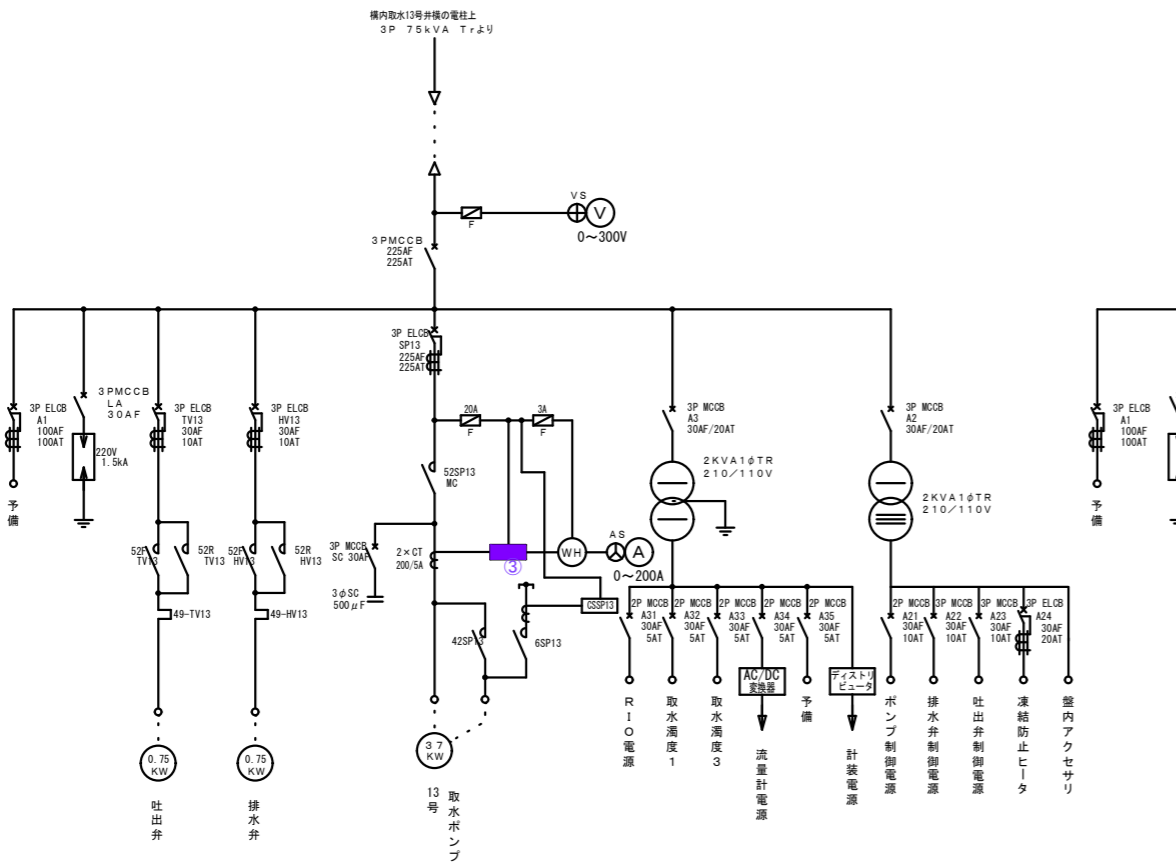 構内取水13号井横の電柱上
3P 75kVA Trより
F
VS
V
0～300V
3PMCCB
225AF
225AT
3P ELCB
A1
100AF
100AT
予備
3PMCCB
LA
30AF
220V
1.5kA
3P ELCB
TV13
30AF
10AT
3P ELCB
HV13
30AF
10AT
52F
TV13
52R
TV13
52F
HV13
52R
HV13
49-TV13
49-HV13
0.75
KW
吐出弁
0.75
KW
排水弁
3P ELCB
SP13
225AF
225AT
20A
F
3A
F
52SP13
MC
3P MCCB
SC 30AF
3φSC
500μF
2×CT
200/5A
③
WH
AS
A
0～200A
CSSP13
42SP13
6SP13
37
KW
13号
取水ポンプ
3P MCCB
A3
30AF/20AT
2KVA1φTR
210/110V
2P MCCB
A31
30AF
5AT
2P MCCB
A32
30AF
5AT
2P MCCB
A33
30AF
5AT
2P MCCB
A34
30AF
5AT
2P MCCB
A35
30AF
5AT
AC/DC
変換器
ディストリ
ビュータ
RIO電源
取水濁度1
取水濁度3
流量計電源
予備
計装電源
3P MCCB
A2
30AF/20AT
2KVA1φTR
210/110V
2P MCCB
A21
30AF
10AT
3P MCCB
A22
30AF
10AT
3P MCCB
A23
30AF
10AT
3P ELCB
A24
30AF
20AT
ポンプ制御電源
排水弁制御電源
吐出弁制御電源
凍結防止ヒータ
盤内アクセサリ
3P ELCB
A1
100AF
100AT
予備